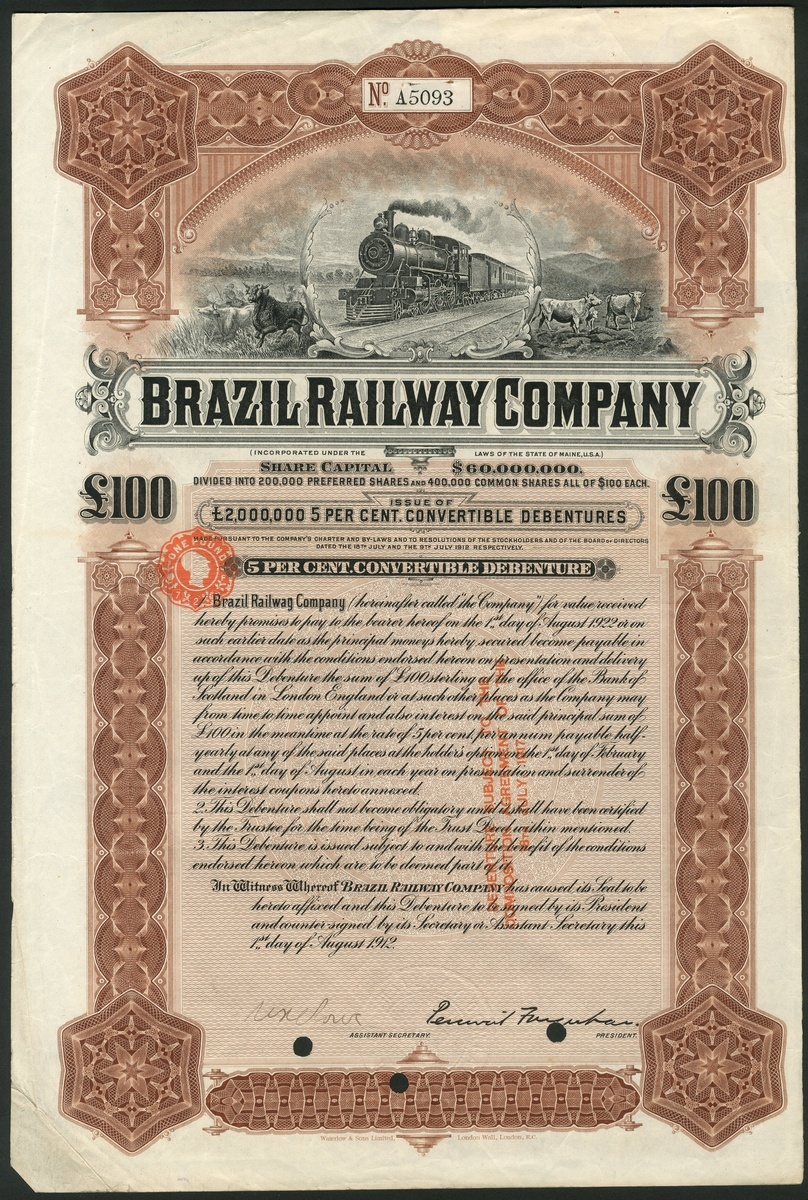 Nº A5093
BRAZIL RAILWAY COMPANY
(INCORPORATED UNDER THE LAWS OF THE STATE OF MAINE, U.S.A.)
SHARE CAPITAL $60.000.000.
DIVIDED INTO 200,000 PREFERRED SHARES AND 400,000 COMMON SHARES ALL OF $100 EACH.
£100 £100
ISSUE OF
£2,000,000 5 PER CENT. CONVERTIBLE DEBENTURES
MADE PURSUANT TO THE COMPANY'S CHARTER AND BY-LAWS AND TO RESOLUTIONS OF THE STOCKHOLDERS AND OF THE BOARD OF DIRECTORS
DATED THE 18TH JULY AND THE 9TH JULY 1912 RESPECTIVELY.
5 PER CENT. CONVERTIBLE DEBENTURE
Brazil Railway Company (hereinafter called "the Company") for value received
hereby promises to pay to the bearer hereof on the 1st day of August 1922 or on
such earlier date as the principal moneys hereby secured become payable in
accordance with the conditions endorsed hereon on presentation and delivery
up of this Debenture the sum of £100 sterling at the office of the Bank of
Scotland in London England or at such other places as the Company may
from time to time appoint and also interest on the said principal sum of
£100 in the meantime at the rate of 5 per cent. per annum payable half-
yearly at any of the said places at the holder's option on the 1st day of February
and the 1st day of August in each year on presentation and surrender of
the interest coupons hereto annexed.
2. This Debenture shall not become obligatory until it shall have been certified
by the Trustee for the time being of the Trust Deed within mentioned.
3. This Debenture is issued subject to and with the benefit of the conditions
endorsed hereon which are to be deemed part of it.
In Witness Whereof BRAZIL RAILWAY COMPANY has caused its Seal to be
hereto affixed and this Debenture to be signed by its President
and counter-signed by its Secretary or Assistant Secretary this
1st day of August 1912.
DEBENTURE SUBJECT TO THE
COMPOSITION AGREEMENT OF THE
JULY
Percival Farquhar.
ASSISTANT SECRETARY. PRESIDENT.
Waterlow & Sons Limited, London Wall, London, E.C.